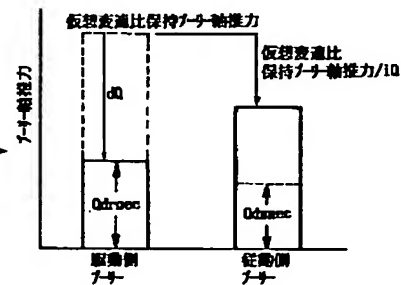 仮想変速比保持プーリー軸推力
仮想変速比
保持プーリー軸推力/iQ
プーリー軸推力
dQ
Qdrnec
Qdnnec
駆動側
プーリー
従動側
プーリー